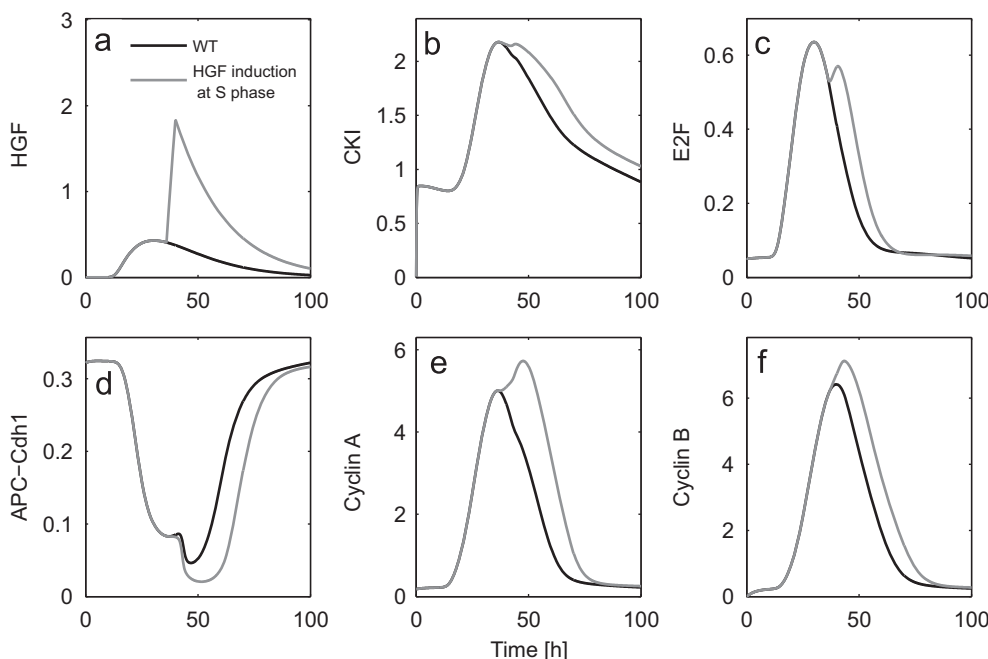 a
WT
HGF induction
at S phase
HGF
3
2
1
0
0 50 100
b
CKI
2
1.5
1
0.5
0
0 50 100
c
E2F
0.6
0.4
0.2
0
0 50 100
d
APC−Cdh1
0.3
0.2
0.1
0
0 50 100
e
Cyclin A
6
4
2
0
0 50 100
f
Cyclin B
6
4
2
0
0 50 100
Time [h]